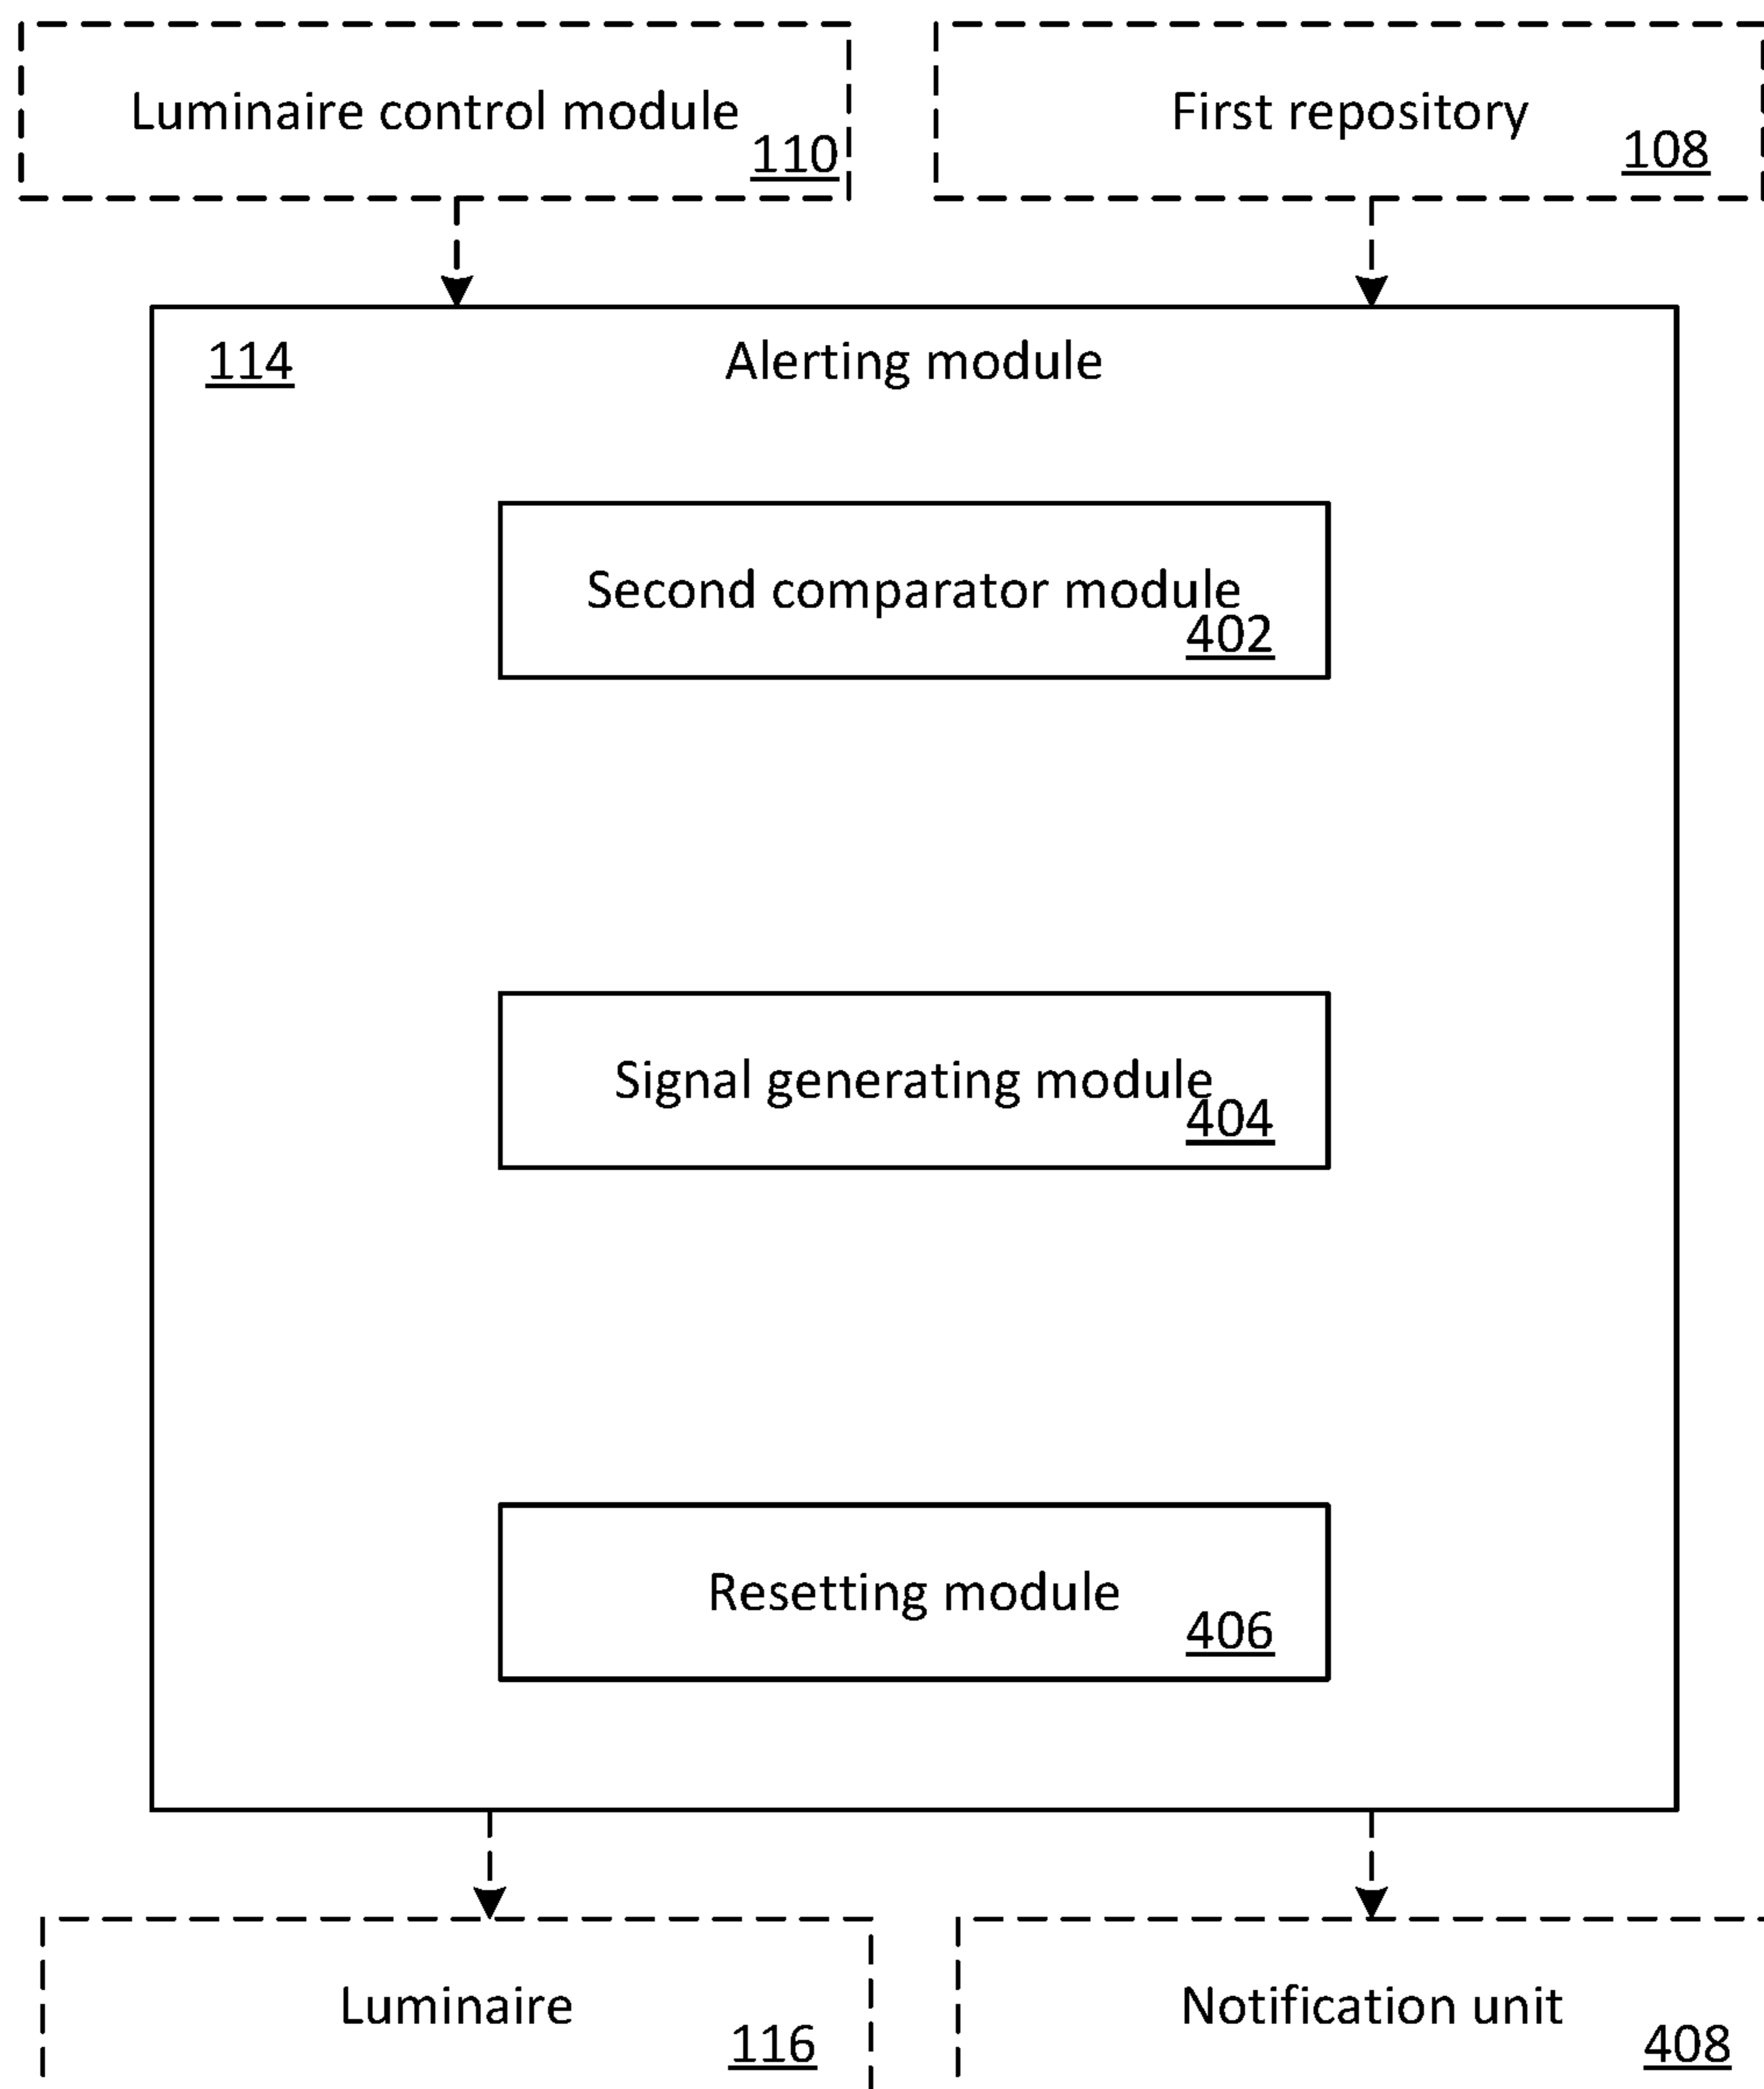 Luminaire control module
110
First repository
108
114
Alerting module
Second comparator module
402
Signal generating module
404
Resetting module
406
Luminaire
116
Notification unit
408